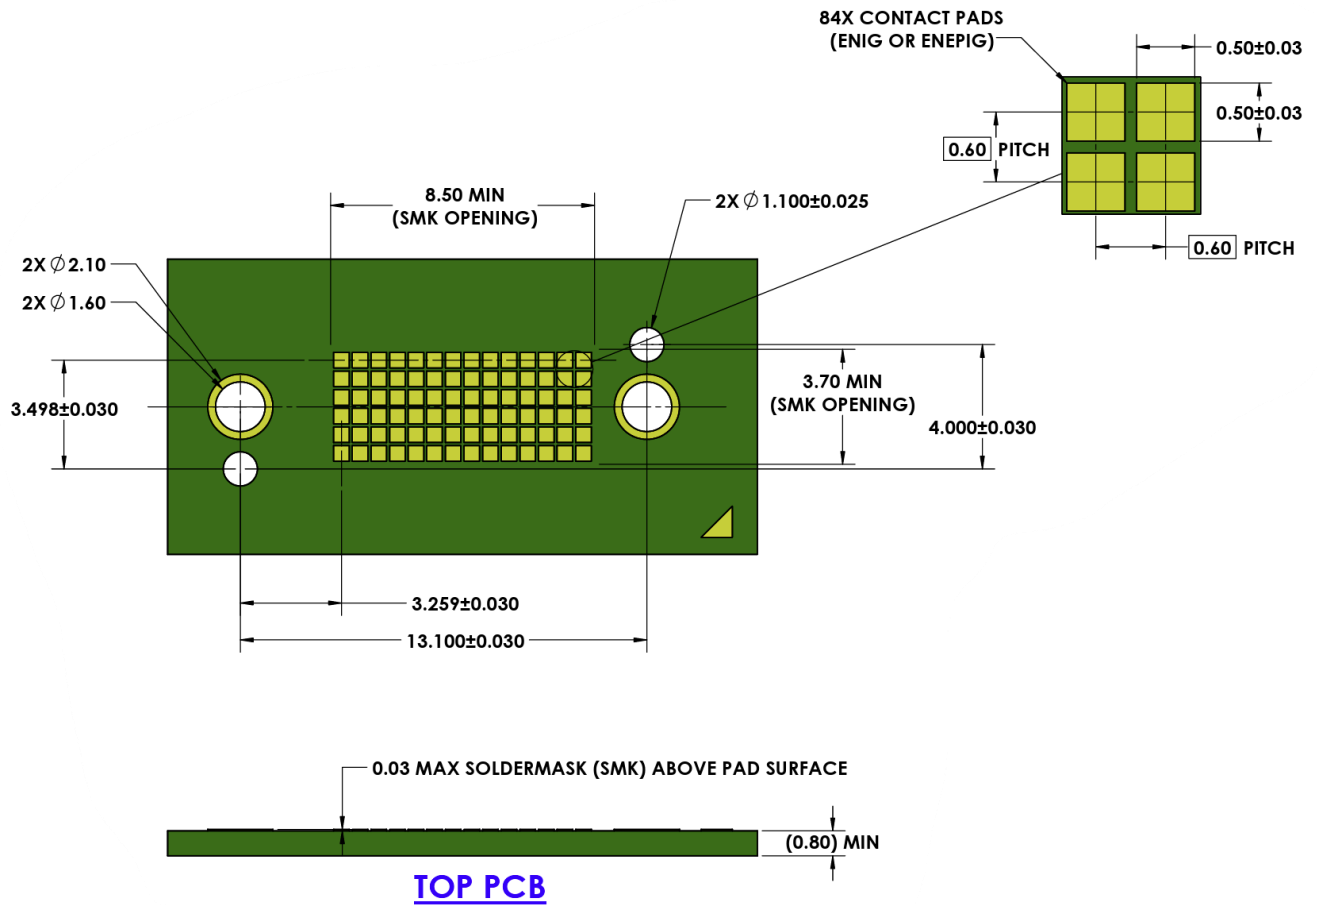 84X CONTACT PADS
(ENIG OR ENEPIG)
0.50±0.03
0.50±0.03
0.60 PITCH
8.50 MIN
(SMK OPENING)
2X ∅1.100±0.025
0.60 PITCH
2X ∅2.10
2X ∅1.60
3.70 MIN
(SMK OPENING)
3.498±0.030
4.000±0.030
3.259±0.030
13.100±0.030
0.03 MAX SOLDERMASK (SMK) ABOVE PAD SURFACE
(0.80) MIN
TOP PCB